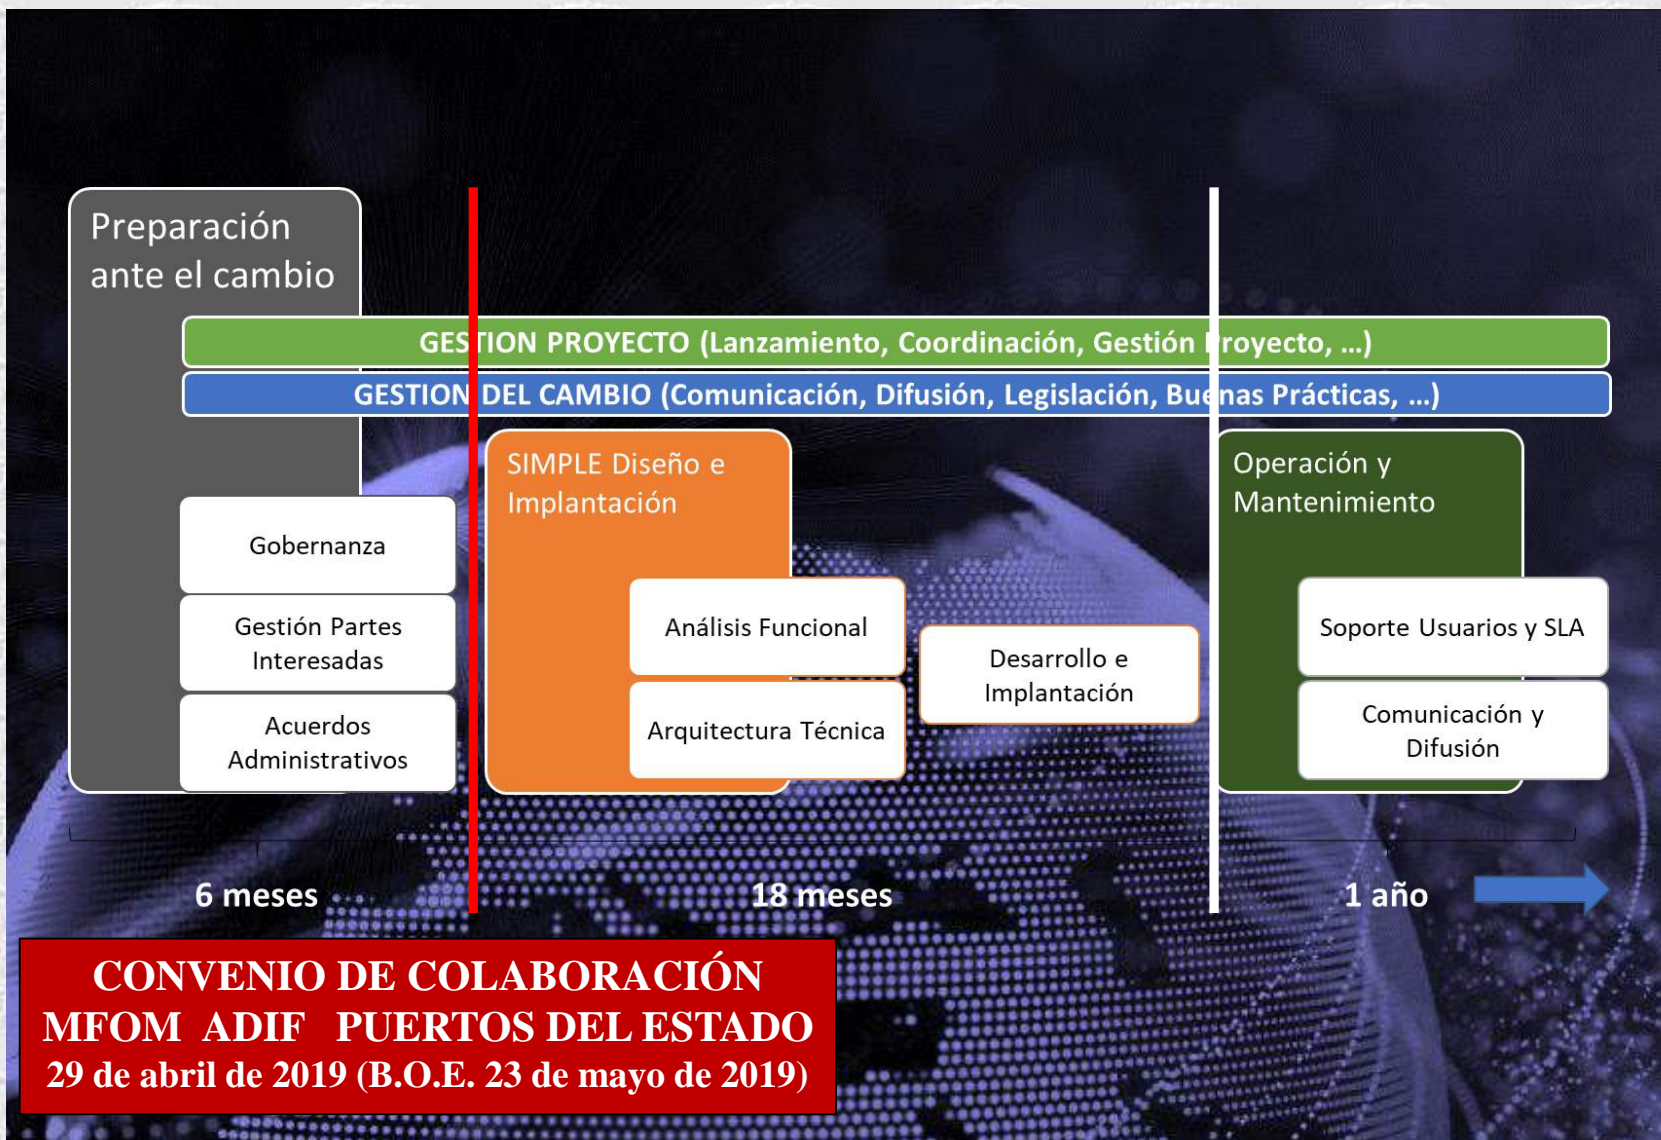 Preparación
ante el cambio
GESTION PROYECTO (Lanzamiento, Coordinación, Gestión Proyecto, ...)
GESTION DEL CAMBIO (Comunicación, Difusión, Legislación, Buenas Prácticas, ...)
Gobernanza
Gestión Partes
Interesadas
Acuerdos
Administrativos
SIMPLE Diseño e
Implantación
Análisis Funcional
Arquitectura Técnica
Desarrollo e
Implantación
Operación y
Mantenimiento
Soporte Usuarios y SLA
Comunicación y
Difusión
6 meses
18 meses
1 año
CONVENIO DE COLABORACIÓN
MFOM ADIF PUERTOS DEL ESTADO
29 de abril de 2019 (B.O.E. 23 de mayo de 2019)